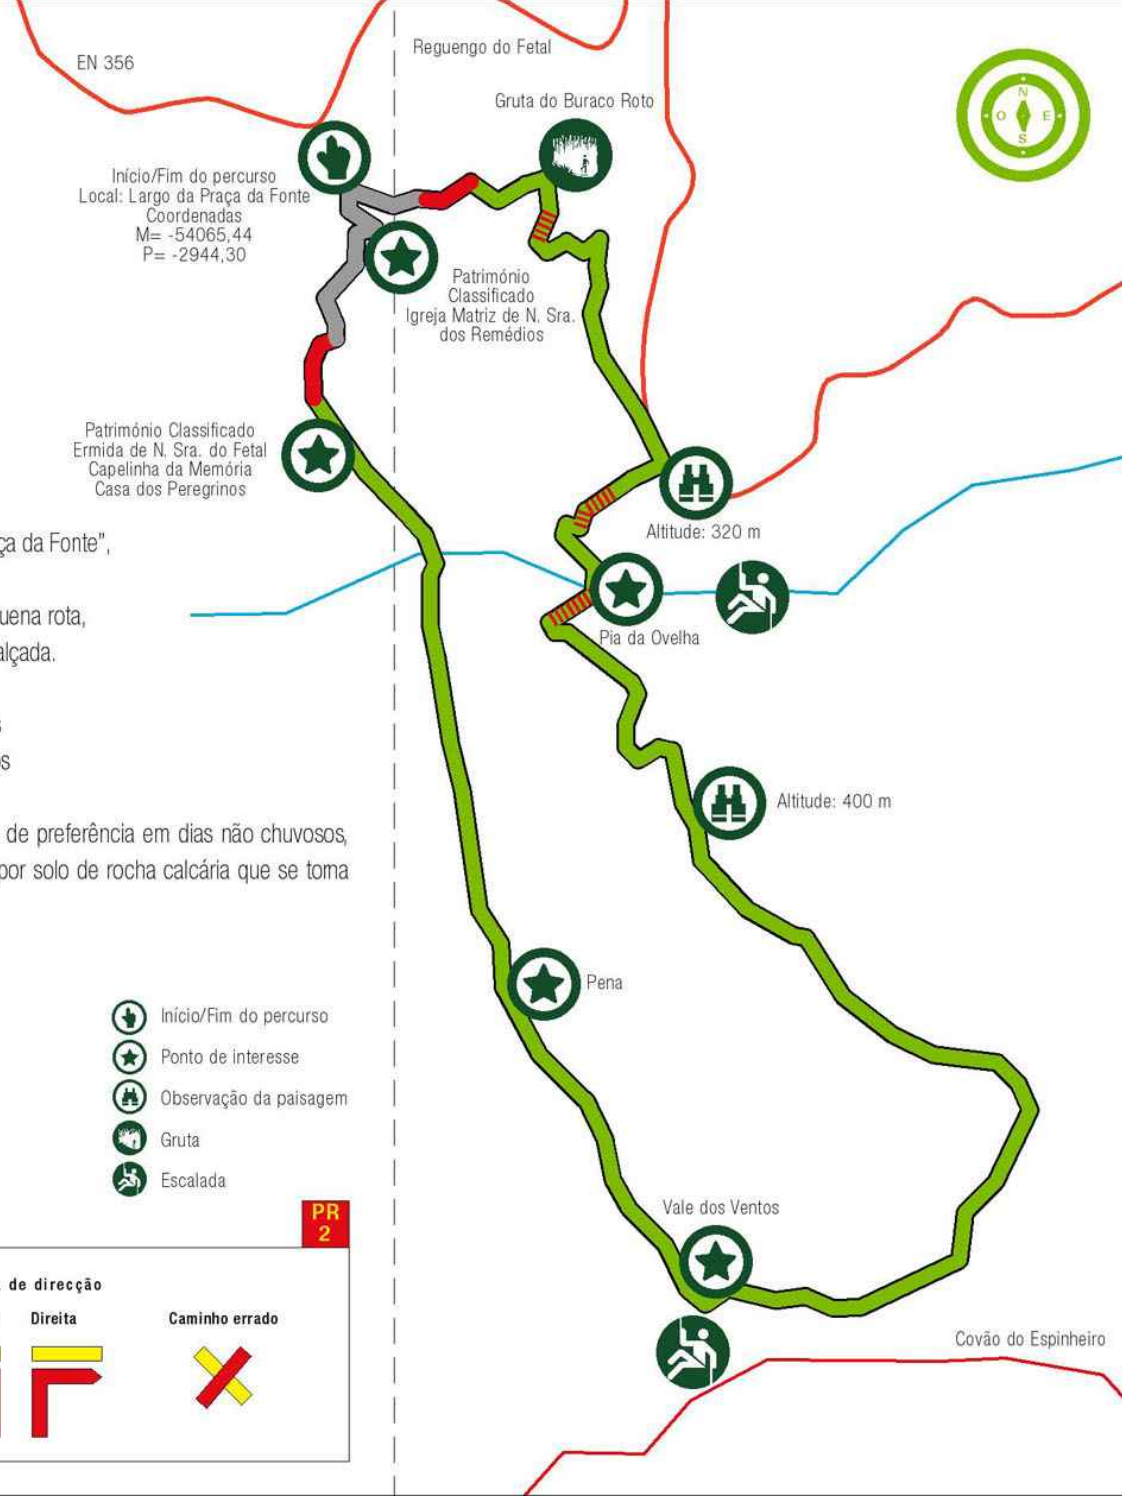 EN 356
Reguengo do Fetal
Gruta do Buraco Roto
N
O
E
S
Início/Fim do percurso
Local: Largo da Praça da Fonte
Coordenadas
M= -54065,44
P= -2944,30
Património
Classificado
Igreja Matriz de N. Sra.
dos Remédios
Património Classificado
Ermida de N. Sra. do Fetal
Capelinha da Memória
Casa dos Peregrinos
Altitude: 320 m
Pia da Ovelha
Altitude: 400 m
ça da Fonte”,
uena rota,
alçada.
s
os
de preferência em dias não chuvosos,
por solo de rocha calcária que se torna
Pena
Início/Fim do percurso
Ponto de interesse
Observação da paisagem
Gruta
Escalada
Vale dos Ventos
Covão do Espinheiro
PR
2
de direcção
Direita
Caminho errado